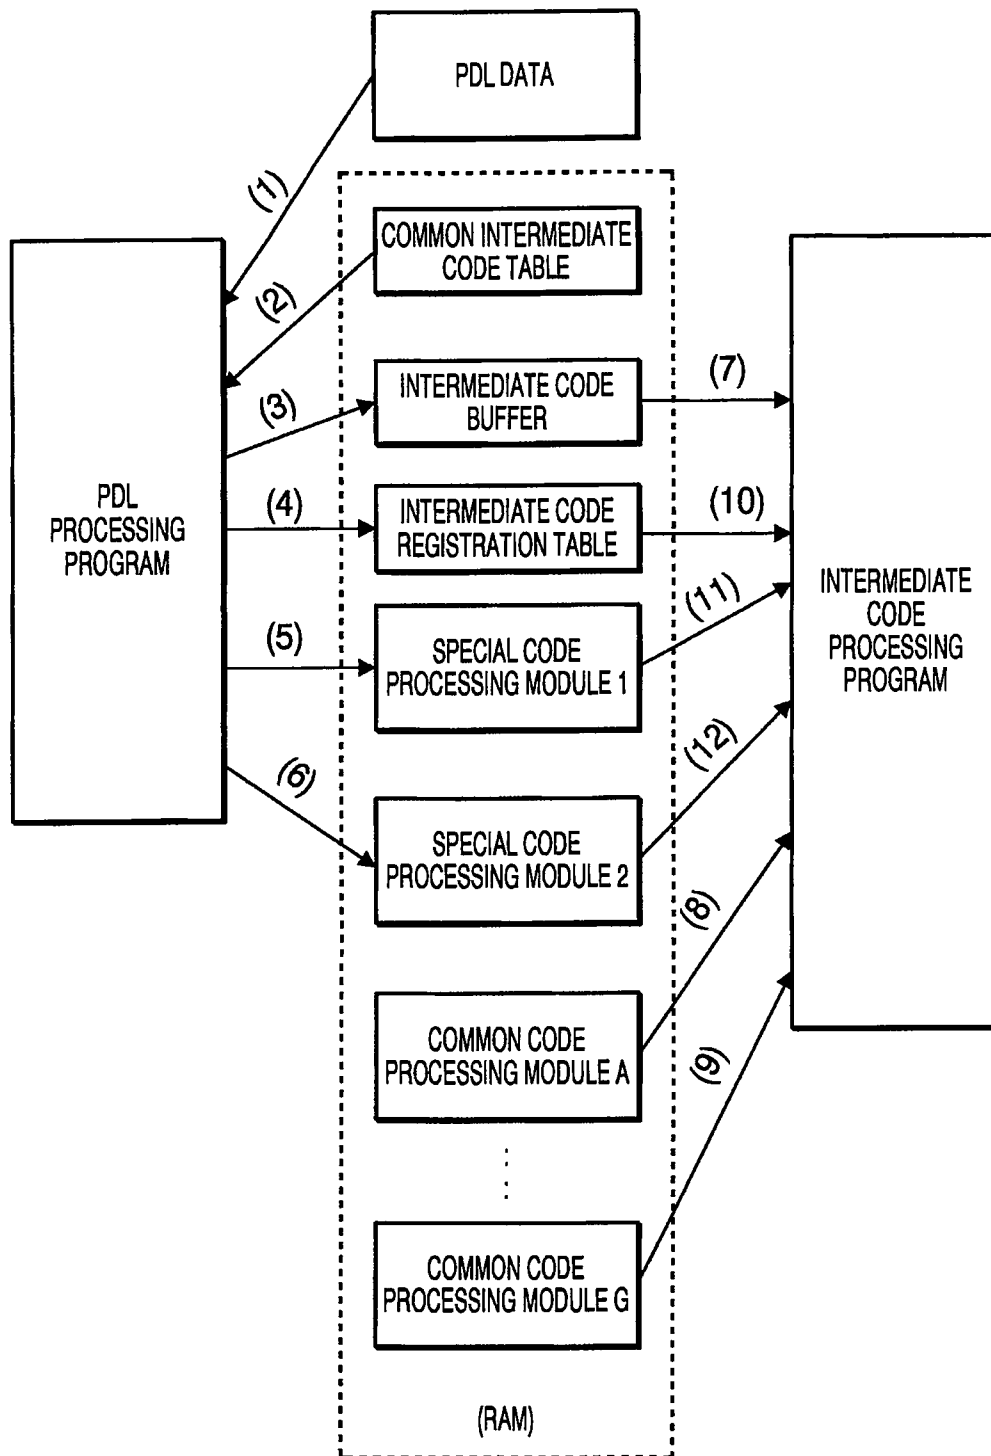 PDL DATA
(1)
COMMON INTERMEDIATE
CODE TABLE
(2)
(3)
INTERMEDIATE CODE
BUFFER
(7)
PDL
PROCESSING
PROGRAM
(4)
INTERMEDIATE CODE
REGISTRATION TABLE
(10)
(5)
SPECIAL CODE
PROCESSING MODULE 1
(11)
INTERMEDIATE
CODE
PROCESSING
PROGRAM
(6)
SPECIAL CODE
PROCESSING MODULE 2
(12)
COMMON CODE
PROCESSING MODULE A
(8)
COMMON CODE
PROCESSING MODULE G
(9)
(RAM)